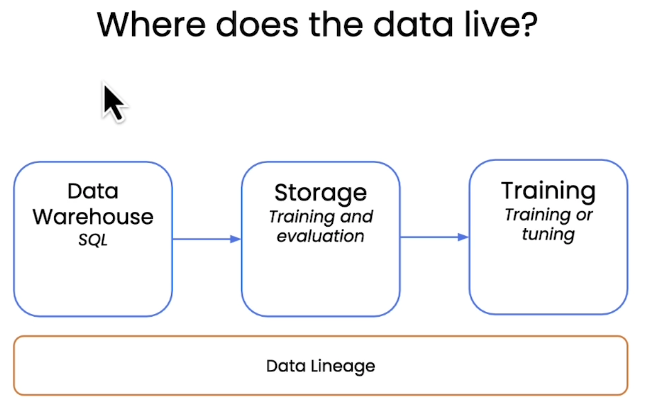 Where does the data live?
Data
Warehouse
SQL
Storage
Training and
evaluation
Training
Training or
tuning
Data Lineage